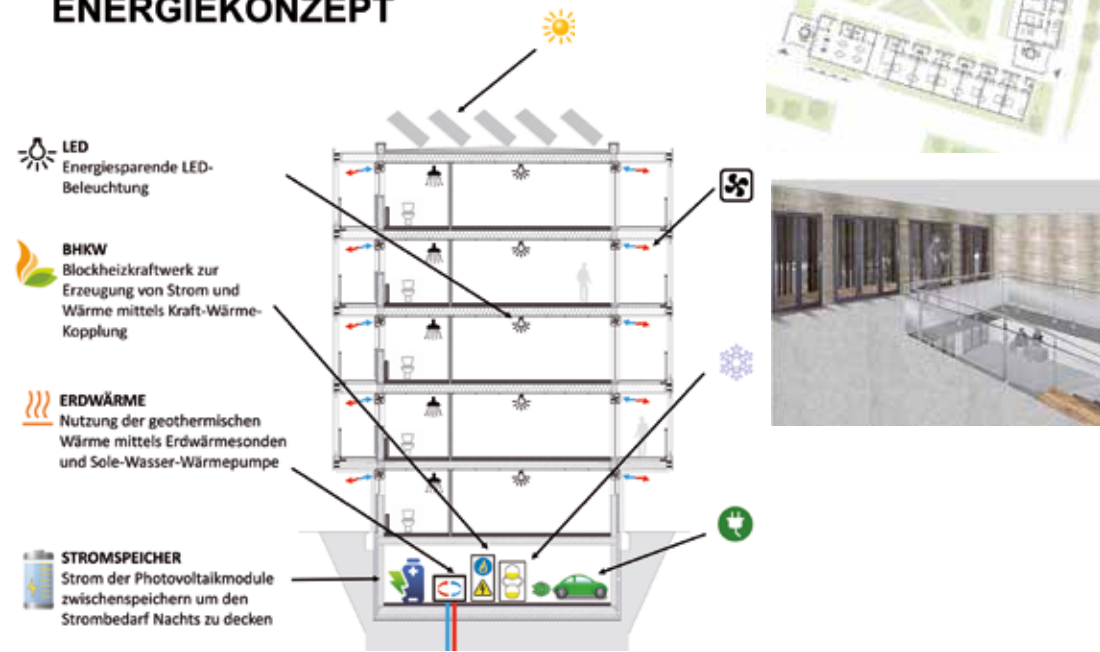 ENERGIEKONZEPT
LED
Energiesparende LED-
Beleuchtung
BHKW
Blockheizkraftwerk zur
Erzeugung von Strom und
Wärme mittels Kraft-Wärme-
Kopplung
ERDWÄRME
Nutzung der geothermischen
Wärme mittels Erdwärmesonden
und Sole-Wasser-Wärmepumpe
STROMSPEICHER
Strom der Photovoltaikmodule
zwischenspeichern um den
Strombedarf Nachts zu decken